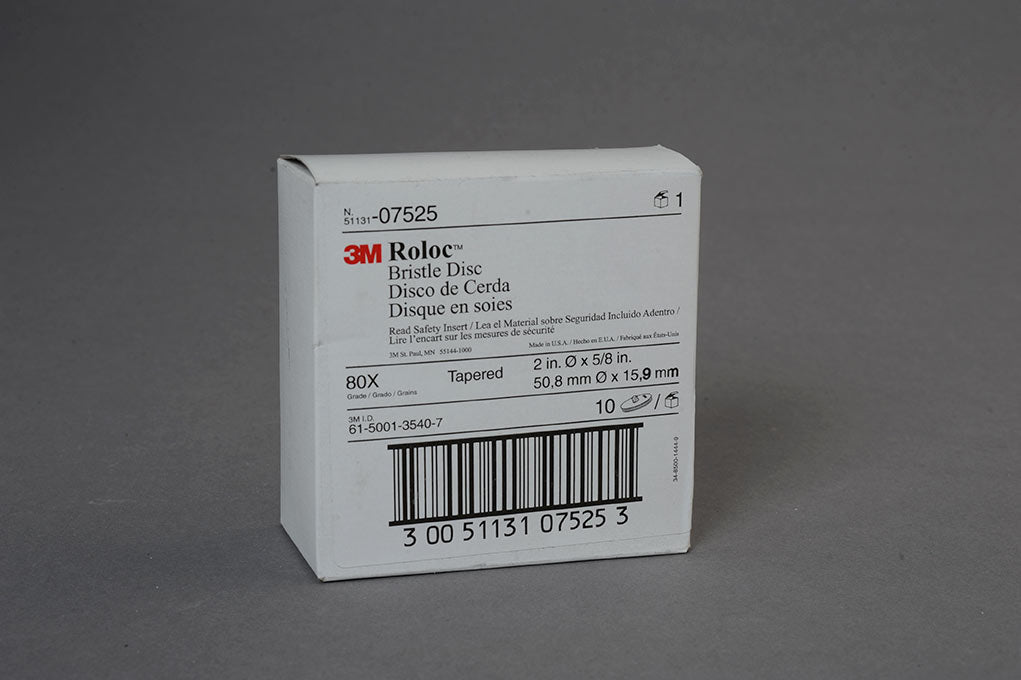 N.
51131-07525
1
3M Roloc™
Bristle Disc
Disco de Cerda
Disque en soies
Read Safety Insert / Lea el Material sobre Seguridad Incluido Adentro /
Lire l'encart sur les mesures de sécurité
3M St. Paul, MN 55144-1000
Made in U.S.A. / Hecho en E.U.A. / Fabriqué aux États-Unis
80X
Grade / Grado / Grains
Tapered
2 in. Ø x 5/8 in.
50,8 mm Ø x 15,9 mm
3M I.D.
61-5001-3540-7
10 /
34-8500-1444-9
3 00 51131 07525 3